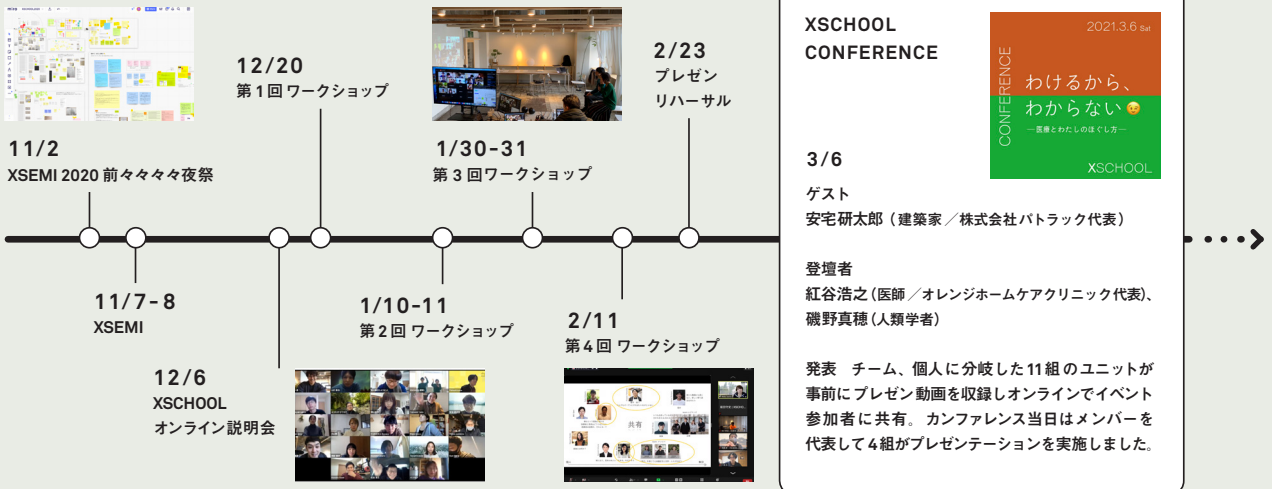 miro
11/2
XSEMI 2020 前々々々々夜祭
11/7-8
XSEMI
12/6
XSCHOOL
オンライン説明会
12/20
第1回ワークショップ
1/10-11
第2回 ワークショップ
1/30-31
第3回ワークショップ
2/11
第4回 ワークショップ
共有
2/23
プレゼン
リハーサル
XSCHOOL
CONFERENCE
2021.3.6 Sat
CONFERENCE
わけるから、
わからない
―医療とわたしのほぐし方―
XSCHOOL
3/6
ゲスト
安宅研太郎（建築家／株式会社パトラック代表）
登壇者
紅谷浩之（医師／オレンジホームケアクリニック代表）、
磯野真穂（人類学者）
発表　チーム、個人に分岐した11組のユニットが
事前にプレゼン動画を収録しオンラインでイベント
参加者に共有。カンファレンス当日はメンバーを
代表して4組がプレゼンテーションを実施しました。